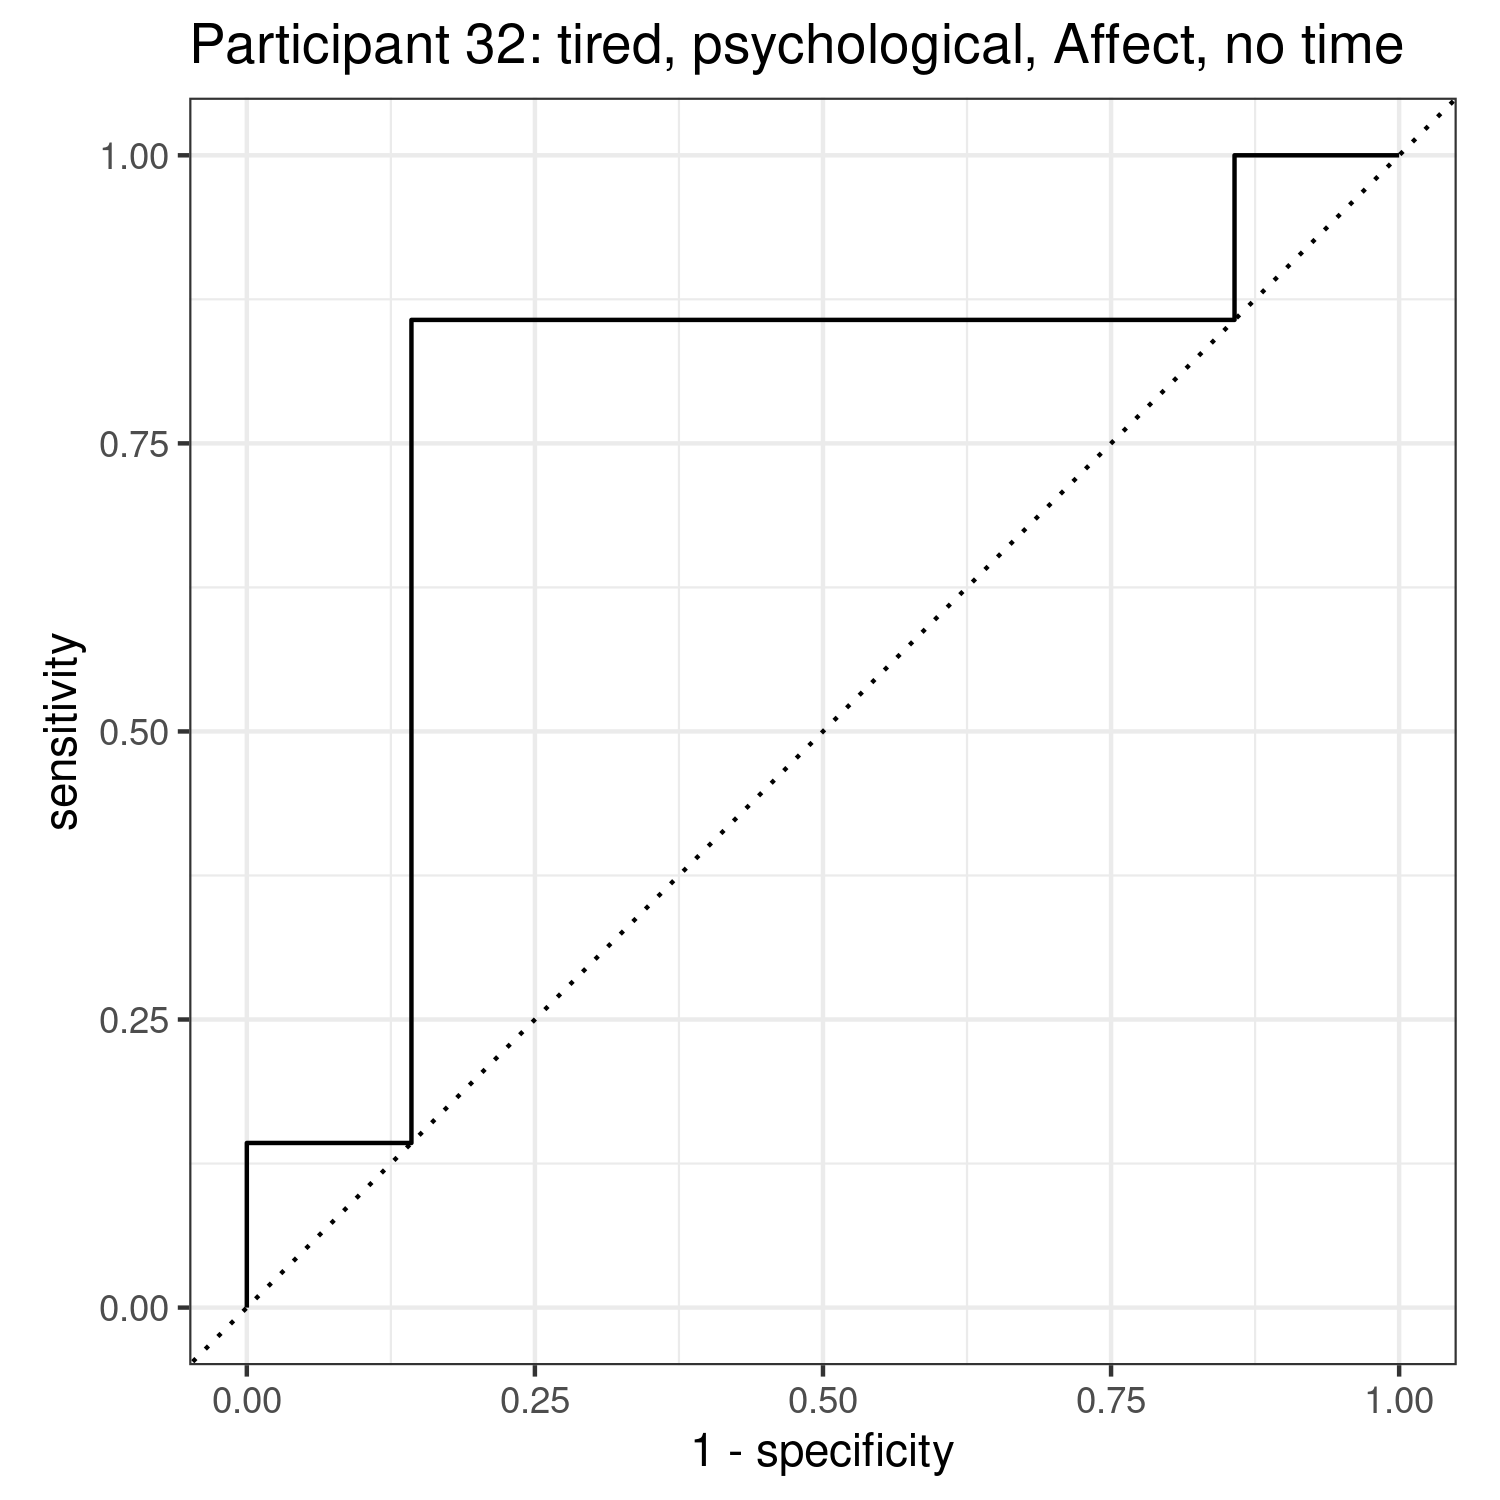 Participant 32: tired, psychological, Affect, no time
1.00
0.75
0.50
0.25
0.00
sensitivity
0.00 0.25 0.50 0.75 1.00
1 - specificity